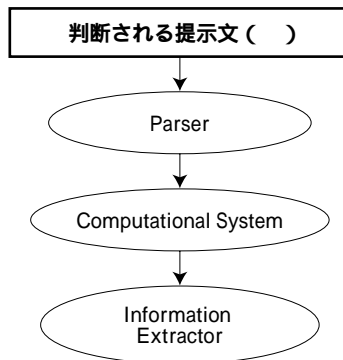 判断される提示文 (　)
Parser
Computational System
Information
Extractor